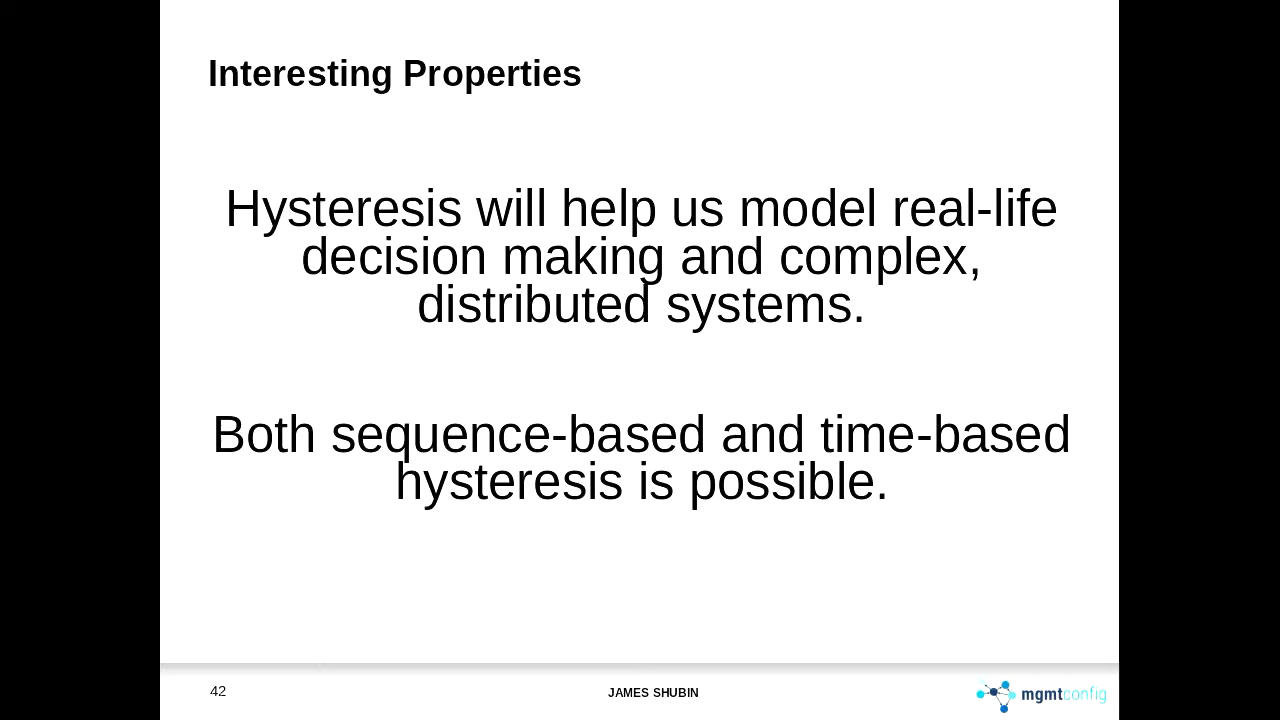 Interesting Properties
Hysteresis will help us model real-life
decision making and complex,
distributed systems.
Both sequence-based and time-based
hysteresis is possible.
42
JAMES SHUBIN
mgmtconfig